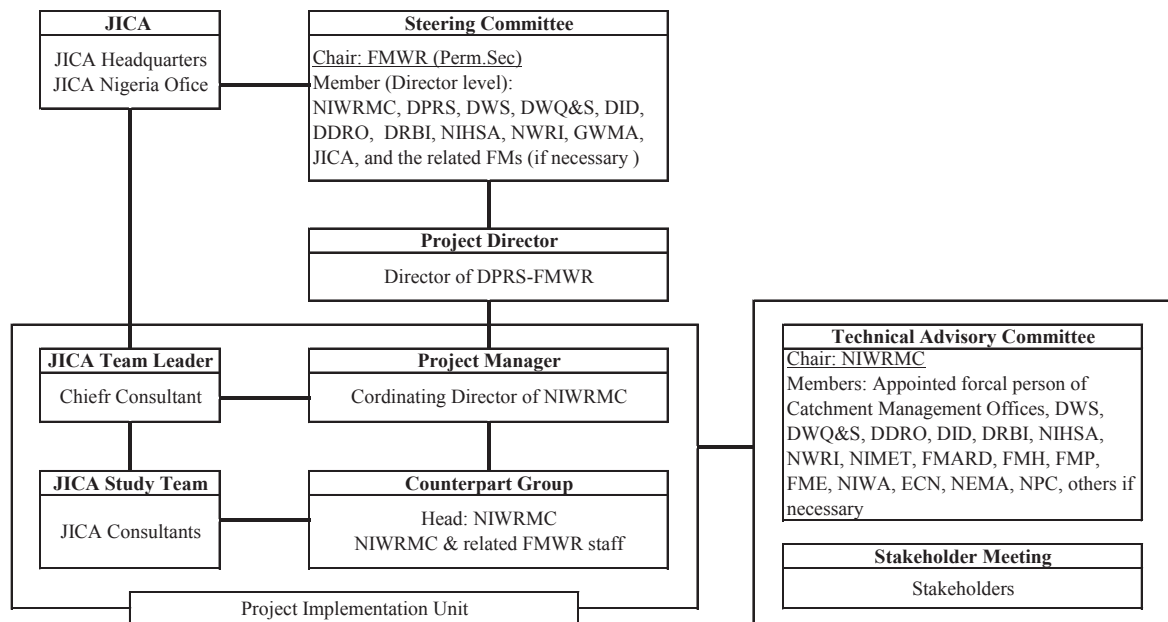 JICA
JICA Headquarters
JICA Nigeria Ofice
Steering Committee
Chair: FMWR (Perm.Sec)
Member (Director level):
NIWRMC, DPRS, DWS, DWQ&S, DID,
DDRO, DRBI, NIHSA, NWRI, GWMA,
JICA, and the related FMs (if necessary )
Project Director
Director of DPRS-FMWR
JICA Team Leader
Chiefr Consultant
Project Manager
Cordinating Director of NIWRMC
JICA Study Team
JICA Consultants
Counterpart Group
Head: NIWRMC
NIWRMC & related FMWR staff
Project Implementation Unit
Technical Advisory Committee
Chair: NIWRMC
Members: Appointed forcal person of
Catchment Management Offices, DWS,
DWQ&S, DDRO, DID, DRBI, NIHSA,
NWRI, NIMET, FMARD, FMH, FMP,
FME, NIWA, ECN, NEMA, NPC, others if
necessary
Stakeholder Meeting
Stakeholders